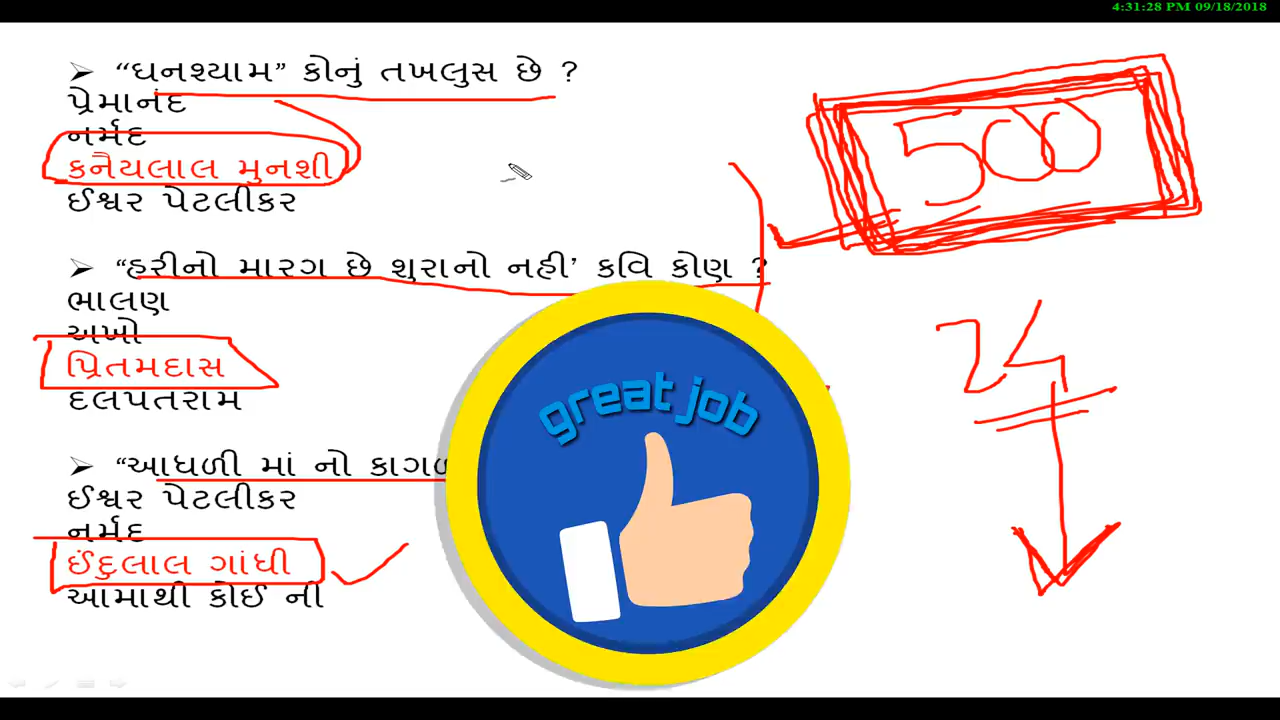 4:31:28 PM 09/18/2018
➢ “ઘનશ્યામ” કોનું તખલુસ છે ?
પ્રેમાનંદ
નર્મદ
કનૈયલાલ મુનશી
ઈશ્વર પેટલીકર
➢ “હરીનો મારગ છે શુરાનો નહી’ કવિ કોણ ?
ભાલણ
અખો
પ્રિતમદાસ
દલપતરામ
➢ “આધળી માં નો કાગળ
ઈશ્વર પેટલીકર
નર્મદ
ઈંદુલાલ ગાંધી
આમાથી કોઈ ની
500
great job